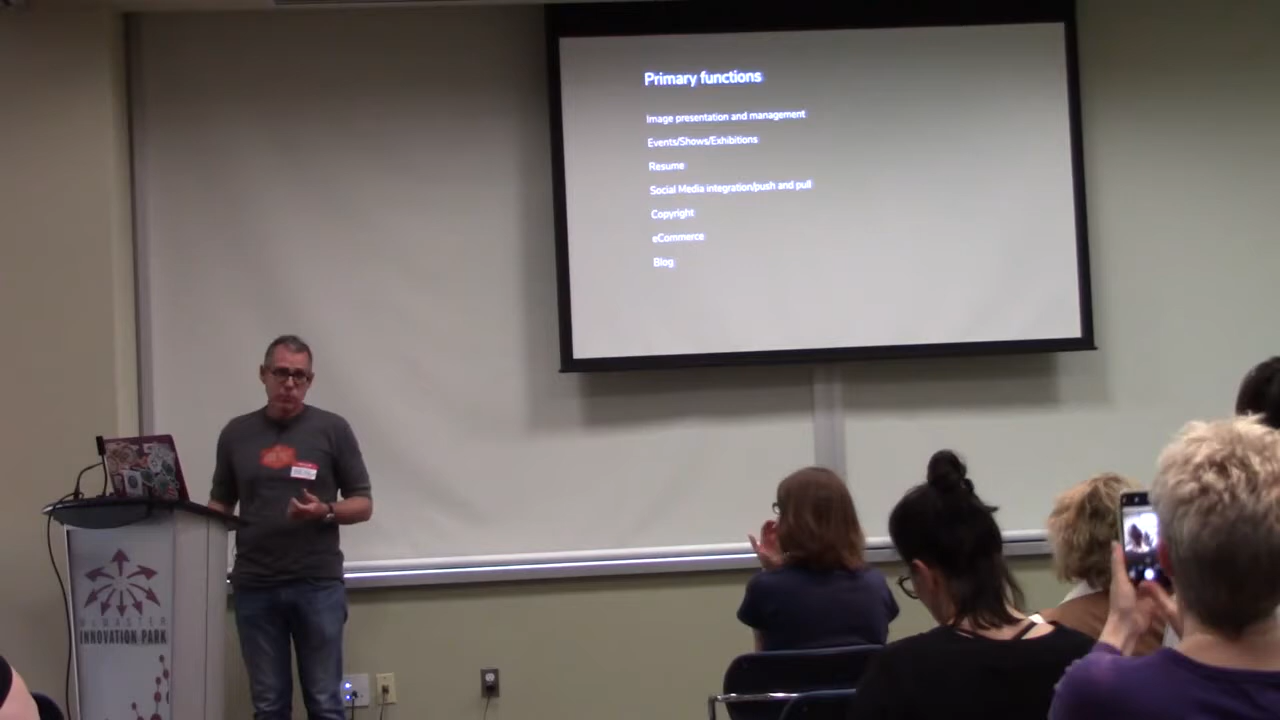 Primary functions
Image presentation and management
Events/Shows/Exhibitions
Resume
Social Media integration/push and pull
Copyright
eCommerce
Blog
McMASTER
INNOVATION PARK